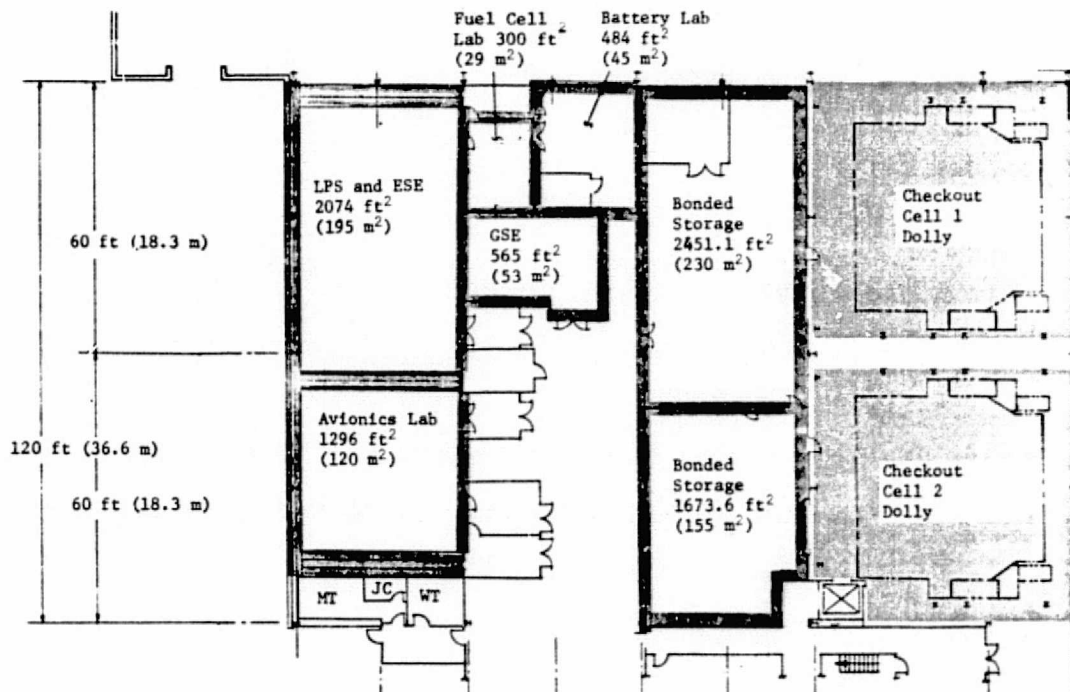 Fuel Cell
Lab 300 ft²
(29 m²)
Battery Lab
484 ft²
(45 m²)
LPS and ESE
2074 ft²
(195 m²)
GSE
565 ft²
(53 m²)
Bonded
Storage
2451.1 ft²
(230 m²)
Checkout
Cell 1
Dolly
60 ft (18.3 m)
120 ft (36.6 m)
60 ft (18.3 m)
Avionics Lab
1296 ft²
(120 m²)
Bonded
Storage
1673.6 ft²
(155 m²)
Checkout
Cell 2
Dolly
MT
JC
WT